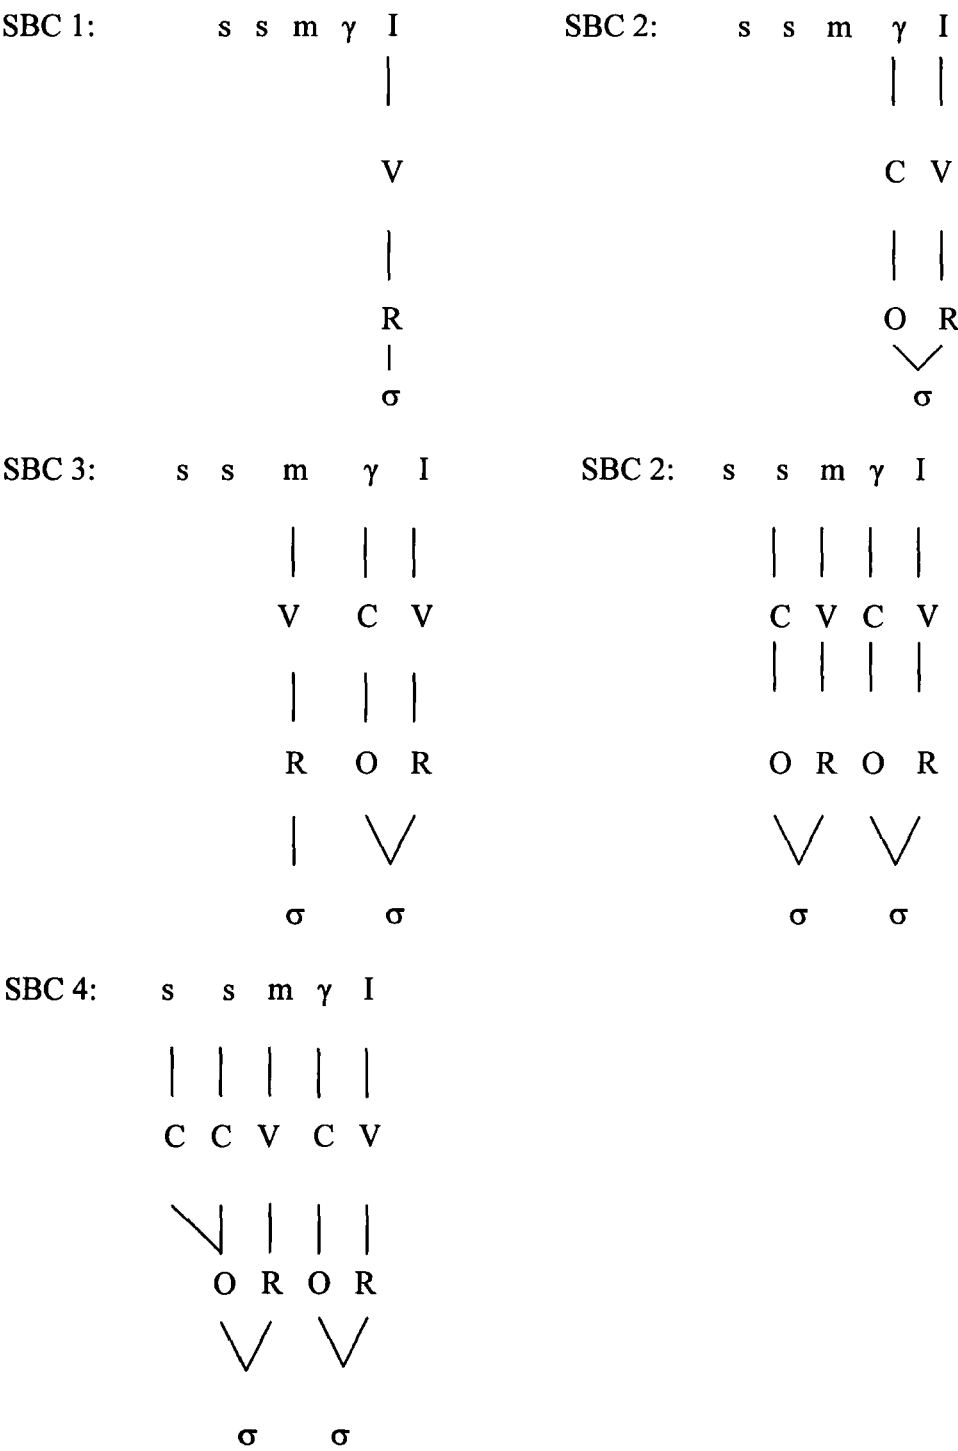 SBC 1: s s m γ I SBC 2: s s m γ I
V C V
R O R
σ σ
SBC 3: s s m γ I SBC 2: s s m γ I
V C V C V C V
R O R O R O R
σ σ σ σ
SBC 4: s s m γ I
C C V C V
O R O R
σ σ